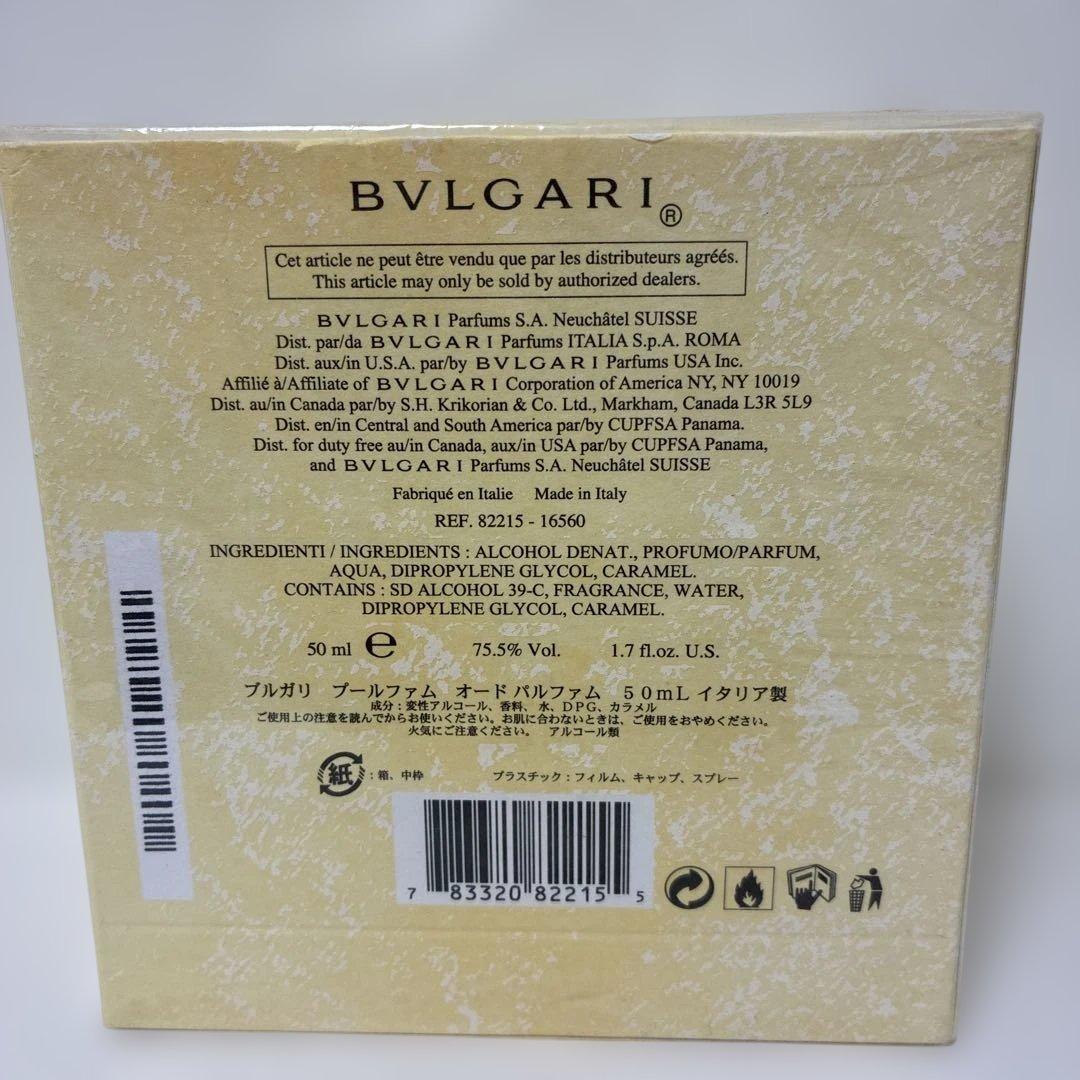 BVLGARI®
Cet article ne peut être vendu que par les distributeurs agréés.
This article may only be sold by authorized dealers.
BVLGARI Parfums S.A. Neuchâtel SUISSE
Dist. par/da BVLGARI Parfums ITALIA S.p.A. ROMA
Dist. aux/in U.S.A. par/by BVLGARI Parfums USA Inc.
Affilié à/Affiliate of BVLGARI Corporation of America NY, NY 10019
Dist. au/in Canada par/by S.H. Krikorian & Co. Ltd., Markham, Canada L3R 5L9
Dist. en/in Central and South America par/by CUPFSA Panama.
Dist. for duty free au/in Canada, aux/in USA par/by CUPFSA Panama,
and BVLGARI Parfums S.A. Neuchâtel SUISSE
Fabriqué en Italie Made in Italy
REF. 82215 - 16560
INGREDIENTI / INGREDIENTS : ALCOHOL DENAT., PROFUMO/PARFUM,
AQUA, DIPROPYLENE GLYCOL, CARAMEL.
CONTAINS : SD ALCOHOL 39-C, FRAGRANCE, WATER,
DIPROPYLENE GLYCOL, CARAMEL.
50 ml e 75.5% Vol. 1.7 fl.oz. U.S.
ブルガリ プールファム オード パルファム 50mL イタリア製
成分：変性アルコール、香料、水、DPG、カラメル
ご使用上の注意を読んでからお使いください。お肌に合わないときは、ご使用をおやめください。
火気にご注意ください。 アルコール類
紙：箱、中枠 プラスチック：フィルム、キャップ、スプレー
7 83320 82215 5